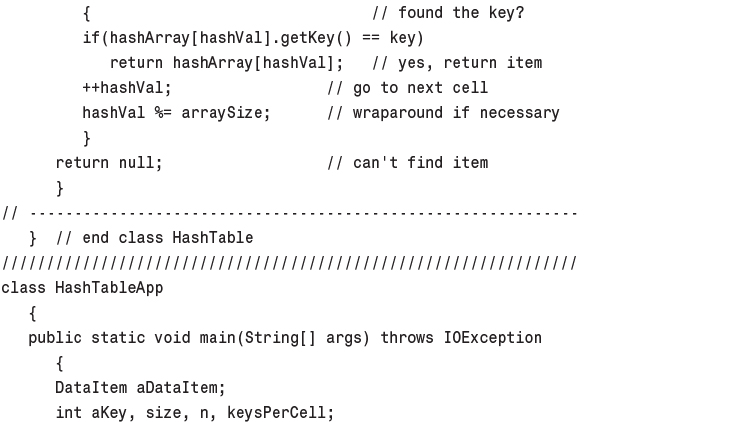 {                               // found the key?
if(hashArray[hashVal].getKey() == key)
return hashArray[hashVal];   // yes, return item
++hashVal;                 // go to next cell
hashVal %= arraySize;      // wraparound if necessary
}
return null;                  // can't find item
}
// -------------------------------------------------------------
}  // end class HashTable
////////////////////////////////////////////////////////////////
class HashTableApp
{
public static void main(String[] args) throws IOException
{
DataItem aDataItem;
int aKey, size, n, keysPerCell;